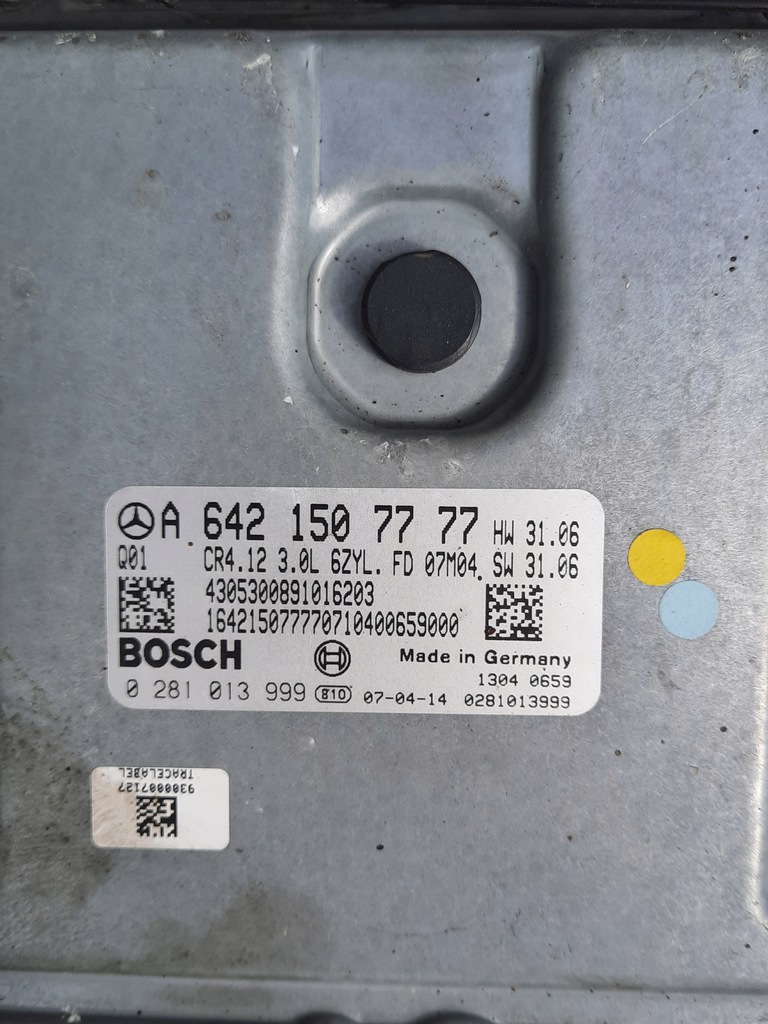 A 642 150 77 77 HW 31.06
Q01 CR4.12 3.0L 6ZYL. FD 07M04. SW 31.06
4305300891016203
164215077770710400659000
BOSCH Made in Germany
1304 0659
0 281 013 999 810 07-04-14 0281013999
9300007127
TRACELABEL